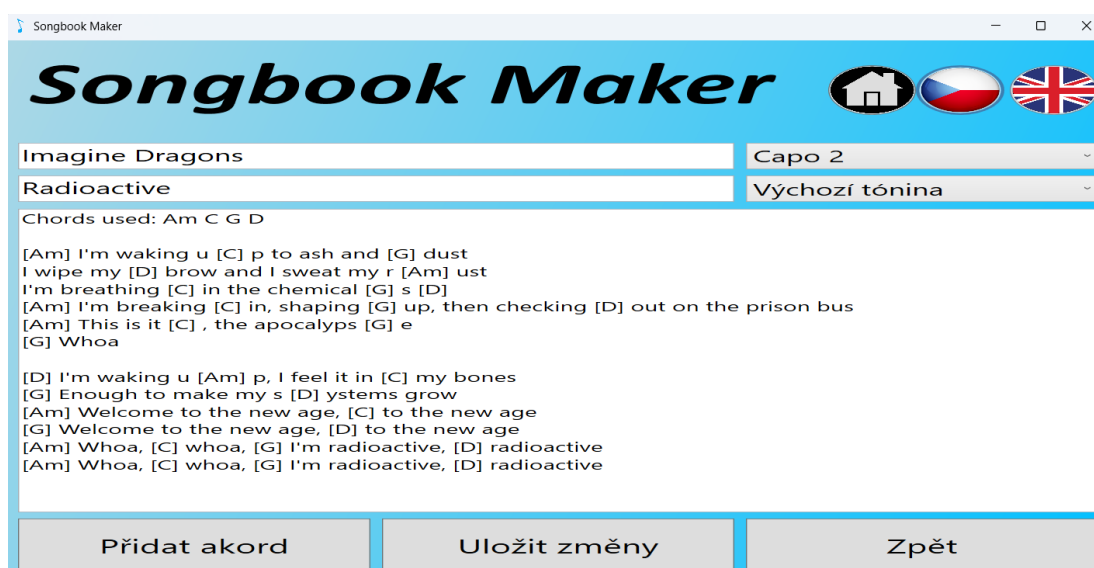 Songbook Maker
Songbook Maker
Imagine Dragons
Capo 2
Radioactive
Výchozí tónina
Chords used: Am C G D
[Am] I'm waking u [C] p to ash and [G] dust
I wipe my [D] brow and I sweat my r [Am] ust
I'm breathing [C] in the chemical [G] s [D]
[Am] I'm breaking [C] in, shaping [G] up, then checking [D] out on the prison bus
[Am] This is it [C] , the apocalyps [G] e
[G] Whoa
[D] I'm waking u [Am] p, I feel it in [C] my bones
[G] Enough to make my s [D] ystems grow
[Am] Welcome to the new age, [C] to the new age
[G] Welcome to the new age, [D] to the new age
[Am] Whoa, [C] whoa, [G] I'm radioactive, [D] radioactive
[Am] Whoa, [C] whoa, [G] I'm radioactive, [D] radioactive
Přidat akord
Uložit změny
Zpět